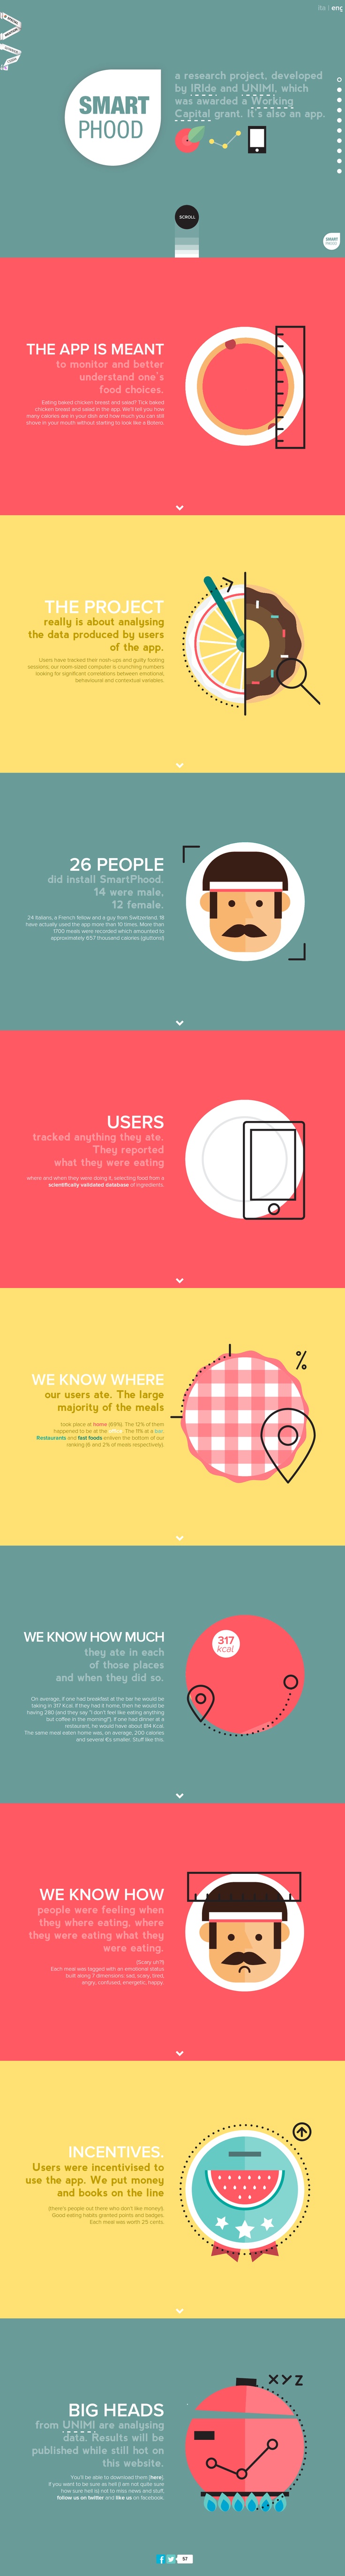 ita | eng
SMART
PHOOD
a research project, developed
by IRIde and UNIMI, which
was awarded a Working
Capital grant. It's also an app.
SCROLL
SMART
PHOOD
THE APP IS MEANT
to monitor and better
understand one's
food choices.
Eating baked chicken bread and salad? Tick baked
chicken bread and salad in the app. We'll tell you how
many calories are in your dish and how much you can still
shove in your mouth without starting to look like a Botero.
THE PROJECT
really is about analysing
the data produced by users
of the app.
Users have tracked their nosh-ups and guilty fooding
sessions; our room-sized computer is crunching numbers
looking for significant correlations between emotional,
behavioural and contextual variables.
26 PEOPLE
did install SmartPhood.
14 were male.
12 female.
24 Italians, a French fellow and a guy from Switzerland. 18
have actually used the app more than 10 times. More than
1700 meals were recorded which amounted to
approximately 697 thousand calories (gluttons!)
USERS
tracked anything they ate.
They reported
what they were eating
where and when they were doing it, selecting food from a
scientifically validated database of ingredients.
WE KNOW WHERE
our users ate. The large
majority of the meals
took place at home (69%). The 12% of them
happened to be at the office. The 11% at a bar.
Restaurants and fast foods enliven the bottom of our
ranking (6 and 2% of meals respectively).
%
WE KNOW HOW MUCH
they ate in each
of those places
and when they did so.
On average, if one had breakfast at the bar he would be
taking in 317 Kcal. If they had it home, then he would be
having 280 (and they say "I don't feel like eating anything
but coffee in the morning!"). If one had dinner at a
restaurant, he would have about 814 Kcal.
The same meal eaten home was, on average, 200 calories
and several €s smaller. Stuff like this.
317
kcal
WE KNOW HOW
people were feeling when
they where eating, where
they were eating what they
were eating.
(Scary uh?!)
Each meal was tagged with an emotional status
built along 7 dimensions: sad, scary, tired,
angry, confused, energetic, happy.
INCENTIVES.
Users were incentivised to
use the app. We put money
and books on the line
(there's people out there who don't like money!).
Good eating habits granted points and badges.
Each meal was worth 25 cents.
BIG HEADS
from UNIMI are analysing
data. Results will be
published while still hot on
this website.
You'll be able to download them (here).
If you want to be sure as hell (I am not quite sure
how sure hell is) not to miss news and stuff,
follow us on twitter and like us on facebook.
XYZ
57